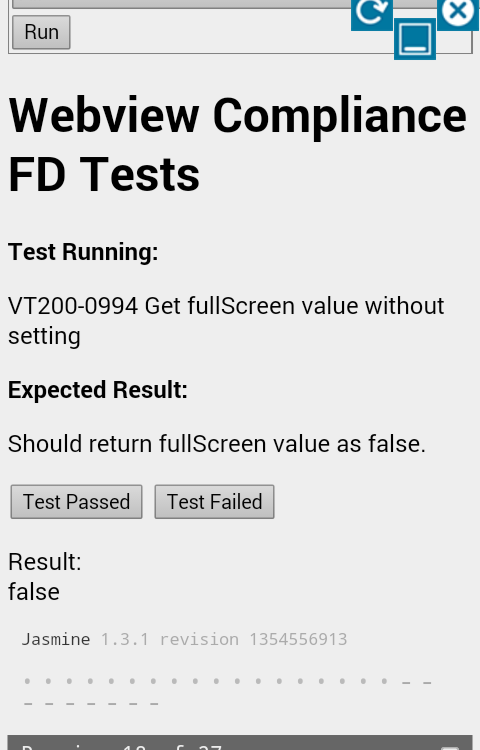 Run
Webview Compliance
FD Tests
Test Running:
VT200-0994 Get fullScreen value without
setting
Expected Result:
Should return fullScreen value as false.
Test Passed Test Failed
Result:
false
Jasmine 1.3.1 revision 1354556913